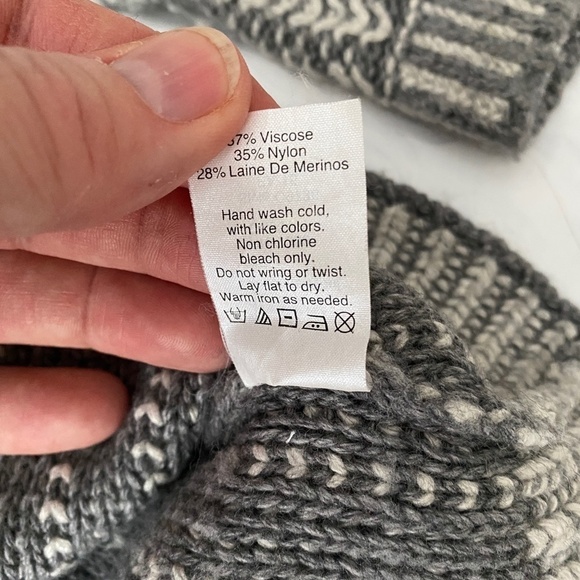 37% Viscose
35% Nylon
28% Laine De Merinos
Hand wash cold,
with like colors.
Non chlorine
bleach only.
Do not wring or twist.
Lay flat to dry.
Warm iron as needed.